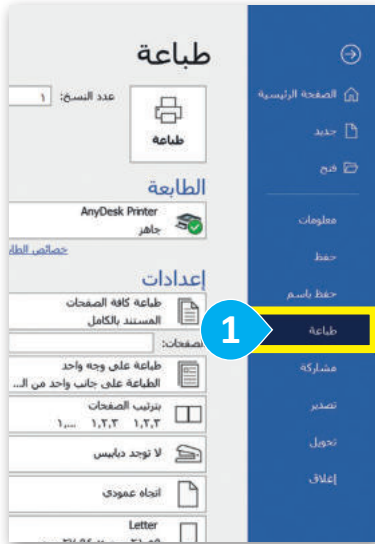 الصفحة الرئيسية
جديد
فتح
معلومات
حفظ
حفظ باسم
طباعة
1
مشاركة
تصدير
تحويل
إغلاق
طباعة
عدد النسخ: ١
طباعة
الطابعة
AnyDesk Printer
جاهز
خصائص الطاب
إعدادات
طباعة كافة الصفحات
المستند بالكامل
الصفحات:
طباعة على وجه واحد
الطباعة على جانب واحد من الـ...
بترتيب الصفحات
١,٢,٣ ١,٢,٣ ١,...
لا توجد دبابيس
اتجاه عمودي
Letter